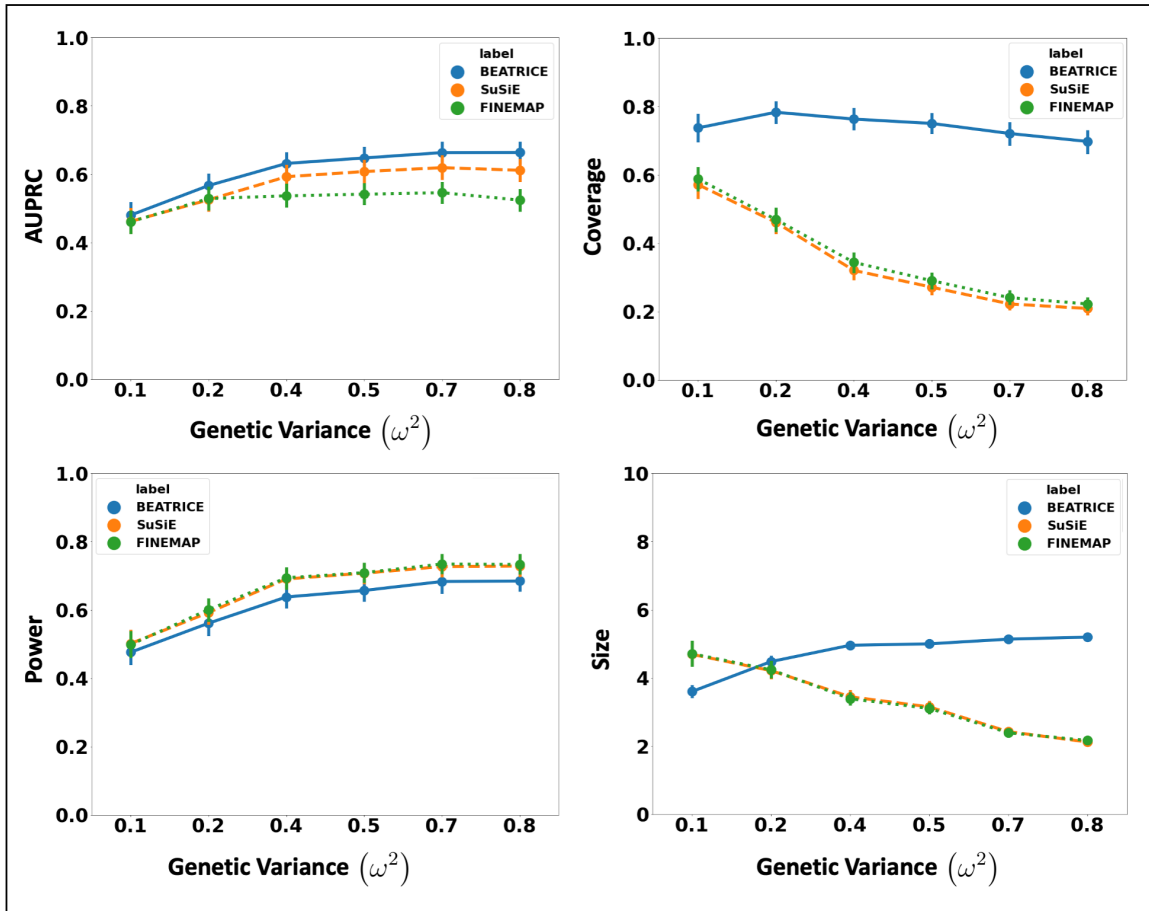 1.0
0.8
0.6
0.4
0.2
0.0
AUPRC
label
BEATRICE
SuSiE
FINEMAP
0.1 0.2 0.4 0.5 0.7 0.8
Genetic Variance (ω²)
1.0
0.8
0.6
0.4
0.2
0.0
Coverage
label
BEATRICE
SuSiE
FINEMAP
0.1 0.2 0.4 0.5 0.7 0.8
Genetic Variance (ω²)
1.0
0.8
0.6
0.4
0.2
0.0
Power
label
BEATRICE
SuSiE
FINEMAP
0.1 0.2 0.4 0.5 0.7 0.8
Genetic Variance (ω²)
10
8
6
4
2
0
Size
label
BEATRICE
SuSiE
FINEMAP
0.1 0.2 0.4 0.5 0.7 0.8
Genetic Variance (ω²)